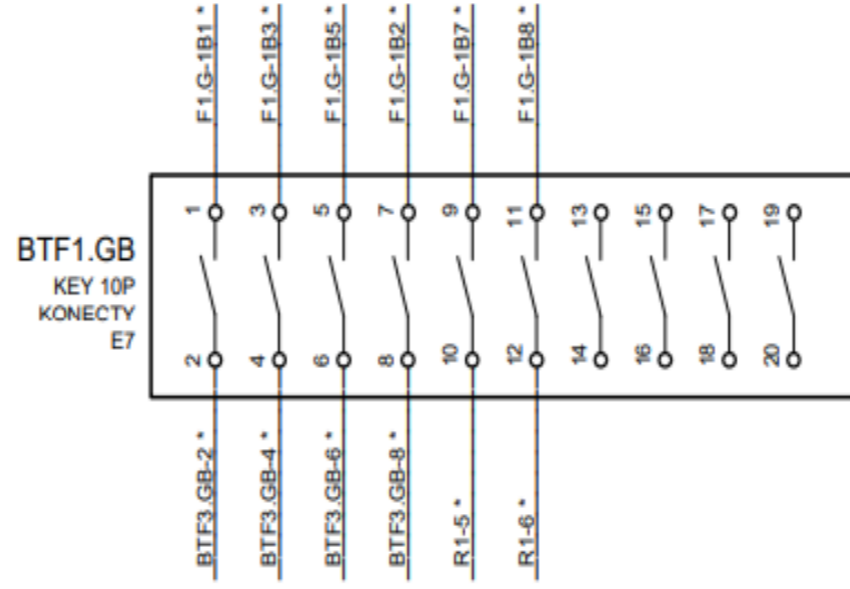 F1.G-1B1 *
F1.G-1B3 *
F1.G-1B5 *
F1.G-1B2 *
F1.G-1B7 *
F1.G-1B8 *
1
3
5
7
9
11
13
15
17
19
BTF1.GB
KEY 10P
KONECTY
E7
2
4
6
8
10
12
14
16
18
20
BTF3.GB-2 *
BTF3.GB-4 *
BTF3.GB-6 *
BTF3.GB-8 *
R1-5 *
R1-6 *